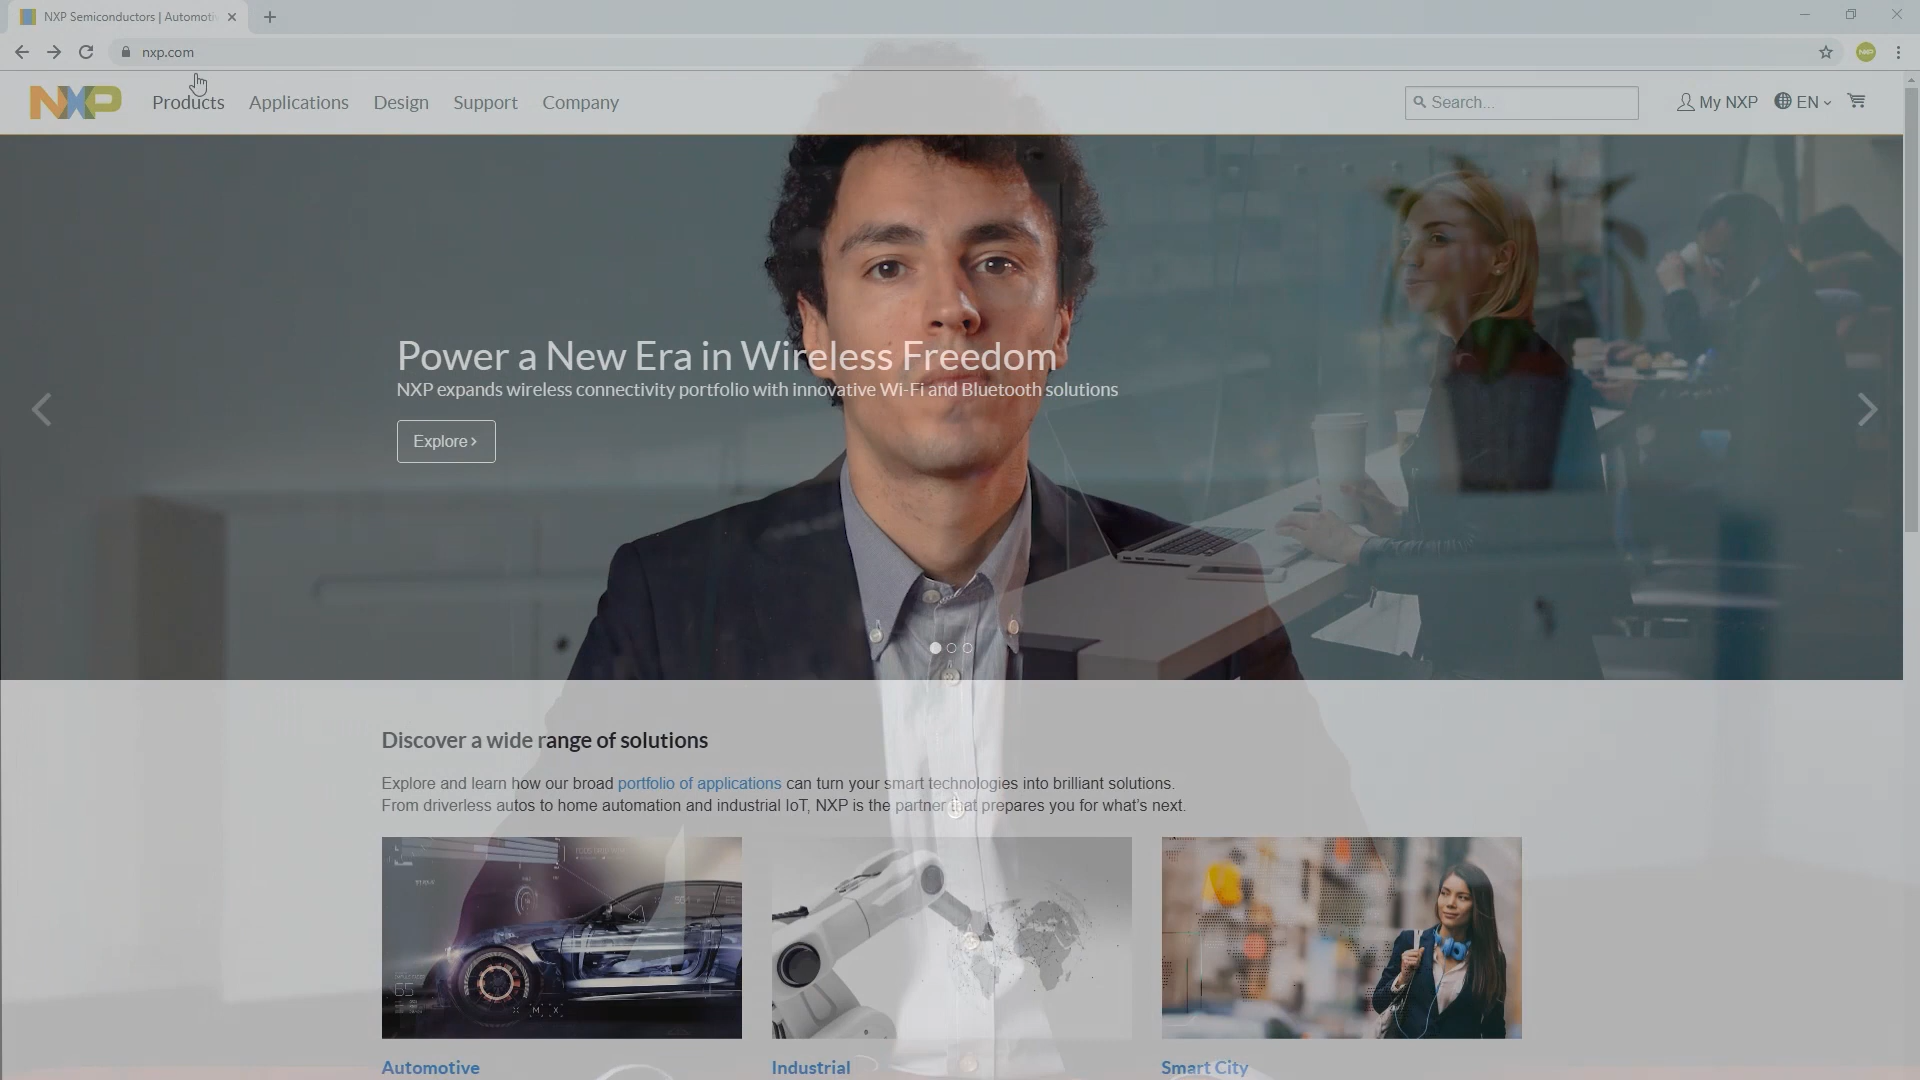 NXP Semiconductors | Automotiv
nxp.com
NXP
Products
Applications
Design
Support
Company
Search...
My NXP
EN
Power a New Era in Wireless Freedom
NXP expands wireless connectivity portfolio with innovative Wi-Fi and Bluetooth solutions
Explore ›
Discover a wide range of solutions
Explore and learn how our broad portfolio of applications can turn your smart technologies into brilliant solutions.
From driverless autos to home automation and industrial IoT, NXP is the partner that prepares you for what's next.
65
M X
Automotive
Industrial
Smart City